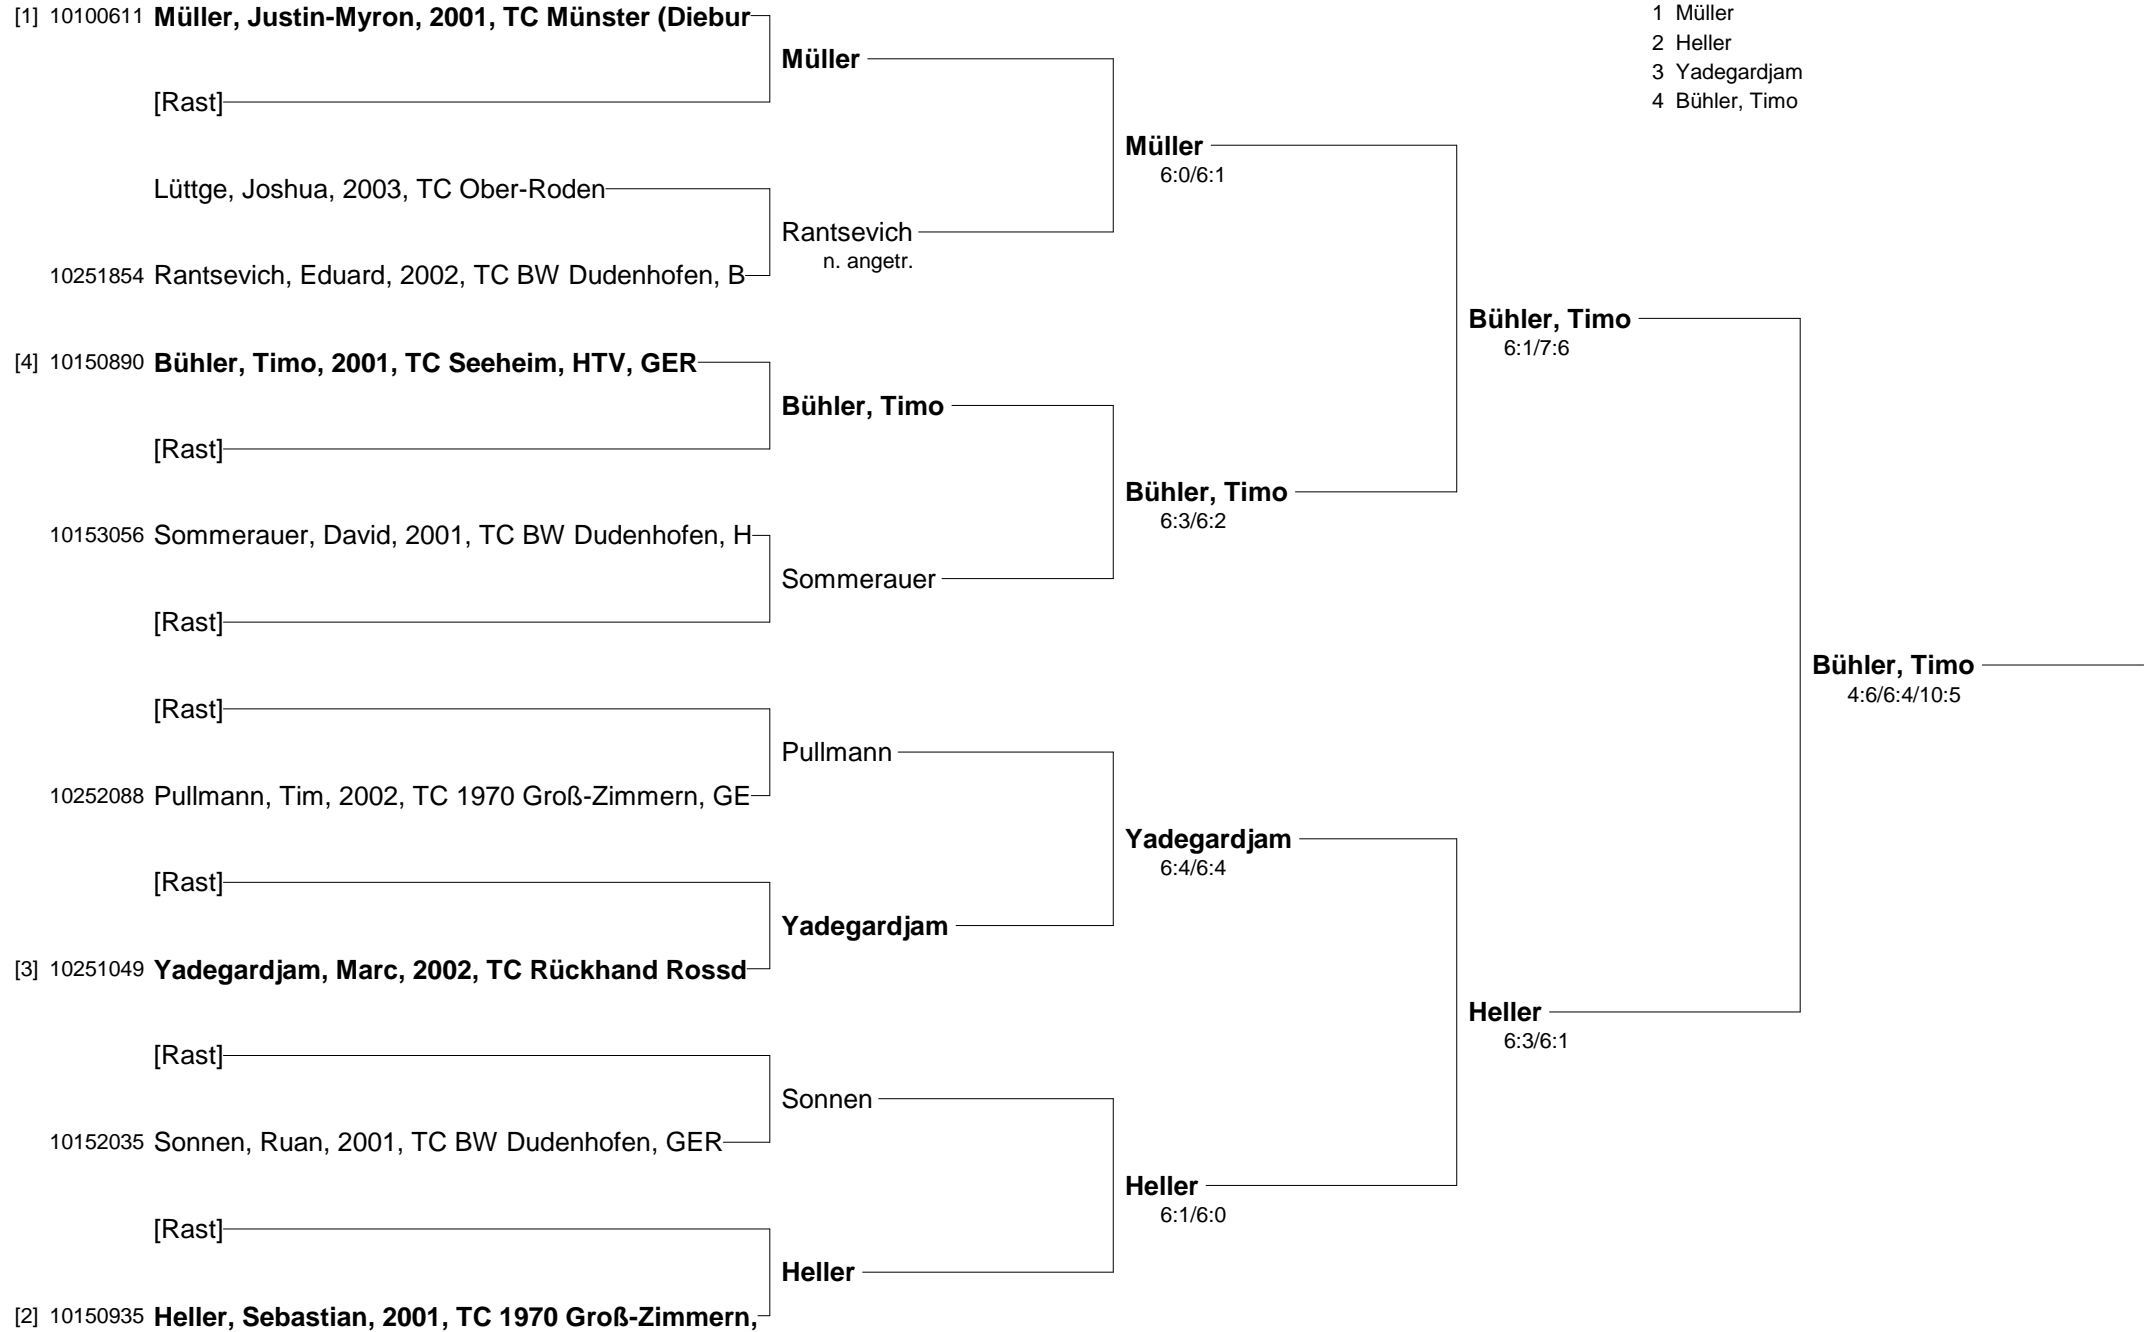 [1] 10100611 Müller, Justin-Myron, 2001, TC Münster (Diebur
1 Müller
2 Heller
3 Yadegardjam
4 Bühler, Timo
Müller
[Rast]
Müller
6:0/6:1
Lüttge, Joshua, 2003, TC Ober-Roden
Rantsevich
n. angetr.
10251854 Rantsevich, Eduard, 2002, TC BW Dudenhofen, B
Bühler, Timo
6:1/7:6
[4] 10150890 Bühler, Timo, 2001, TC Seeheim, HTV, GER
Bühler, Timo
[Rast]
Bühler, Timo
6:3/6:2
10153056 Sommerauer, David, 2001, TC BW Dudenhofen, H
Sommerauer
[Rast]
Bühler, Timo
4:6/6:4/10:5
[Rast]
Pullmann
10252088 Pullmann, Tim, 2002, TC 1970 Groß-Zimmern, GE
Yadegardjam
6:4/6:4
[Rast]
Yadegardjam
[3] 10251049 Yadegardjam, Marc, 2002, TC Rückhand Rossd
Heller
6:3/6:1
[Rast]
Sonnen
10152035 Sonnen, Ruan, 2001, TC BW Dudenhofen, GER
Heller
6:1/6:0
[Rast]
Heller
[2] 10150935 Heller, Sebastian, 2001, TC 1970 Groß-Zimmern,